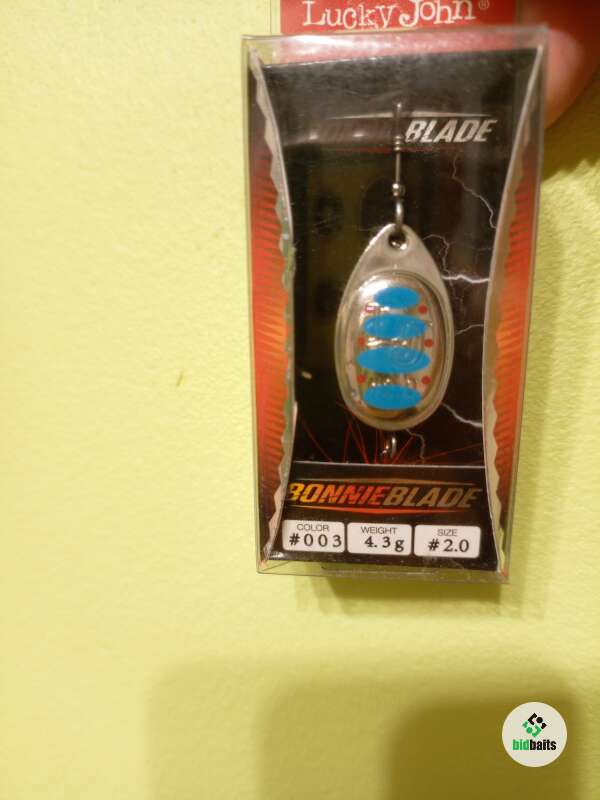 Lucky John®
BLADE
BONNIEBLADE
COLOR WEIGHT SIZE
#003 4.3g #2.0
bidbaits